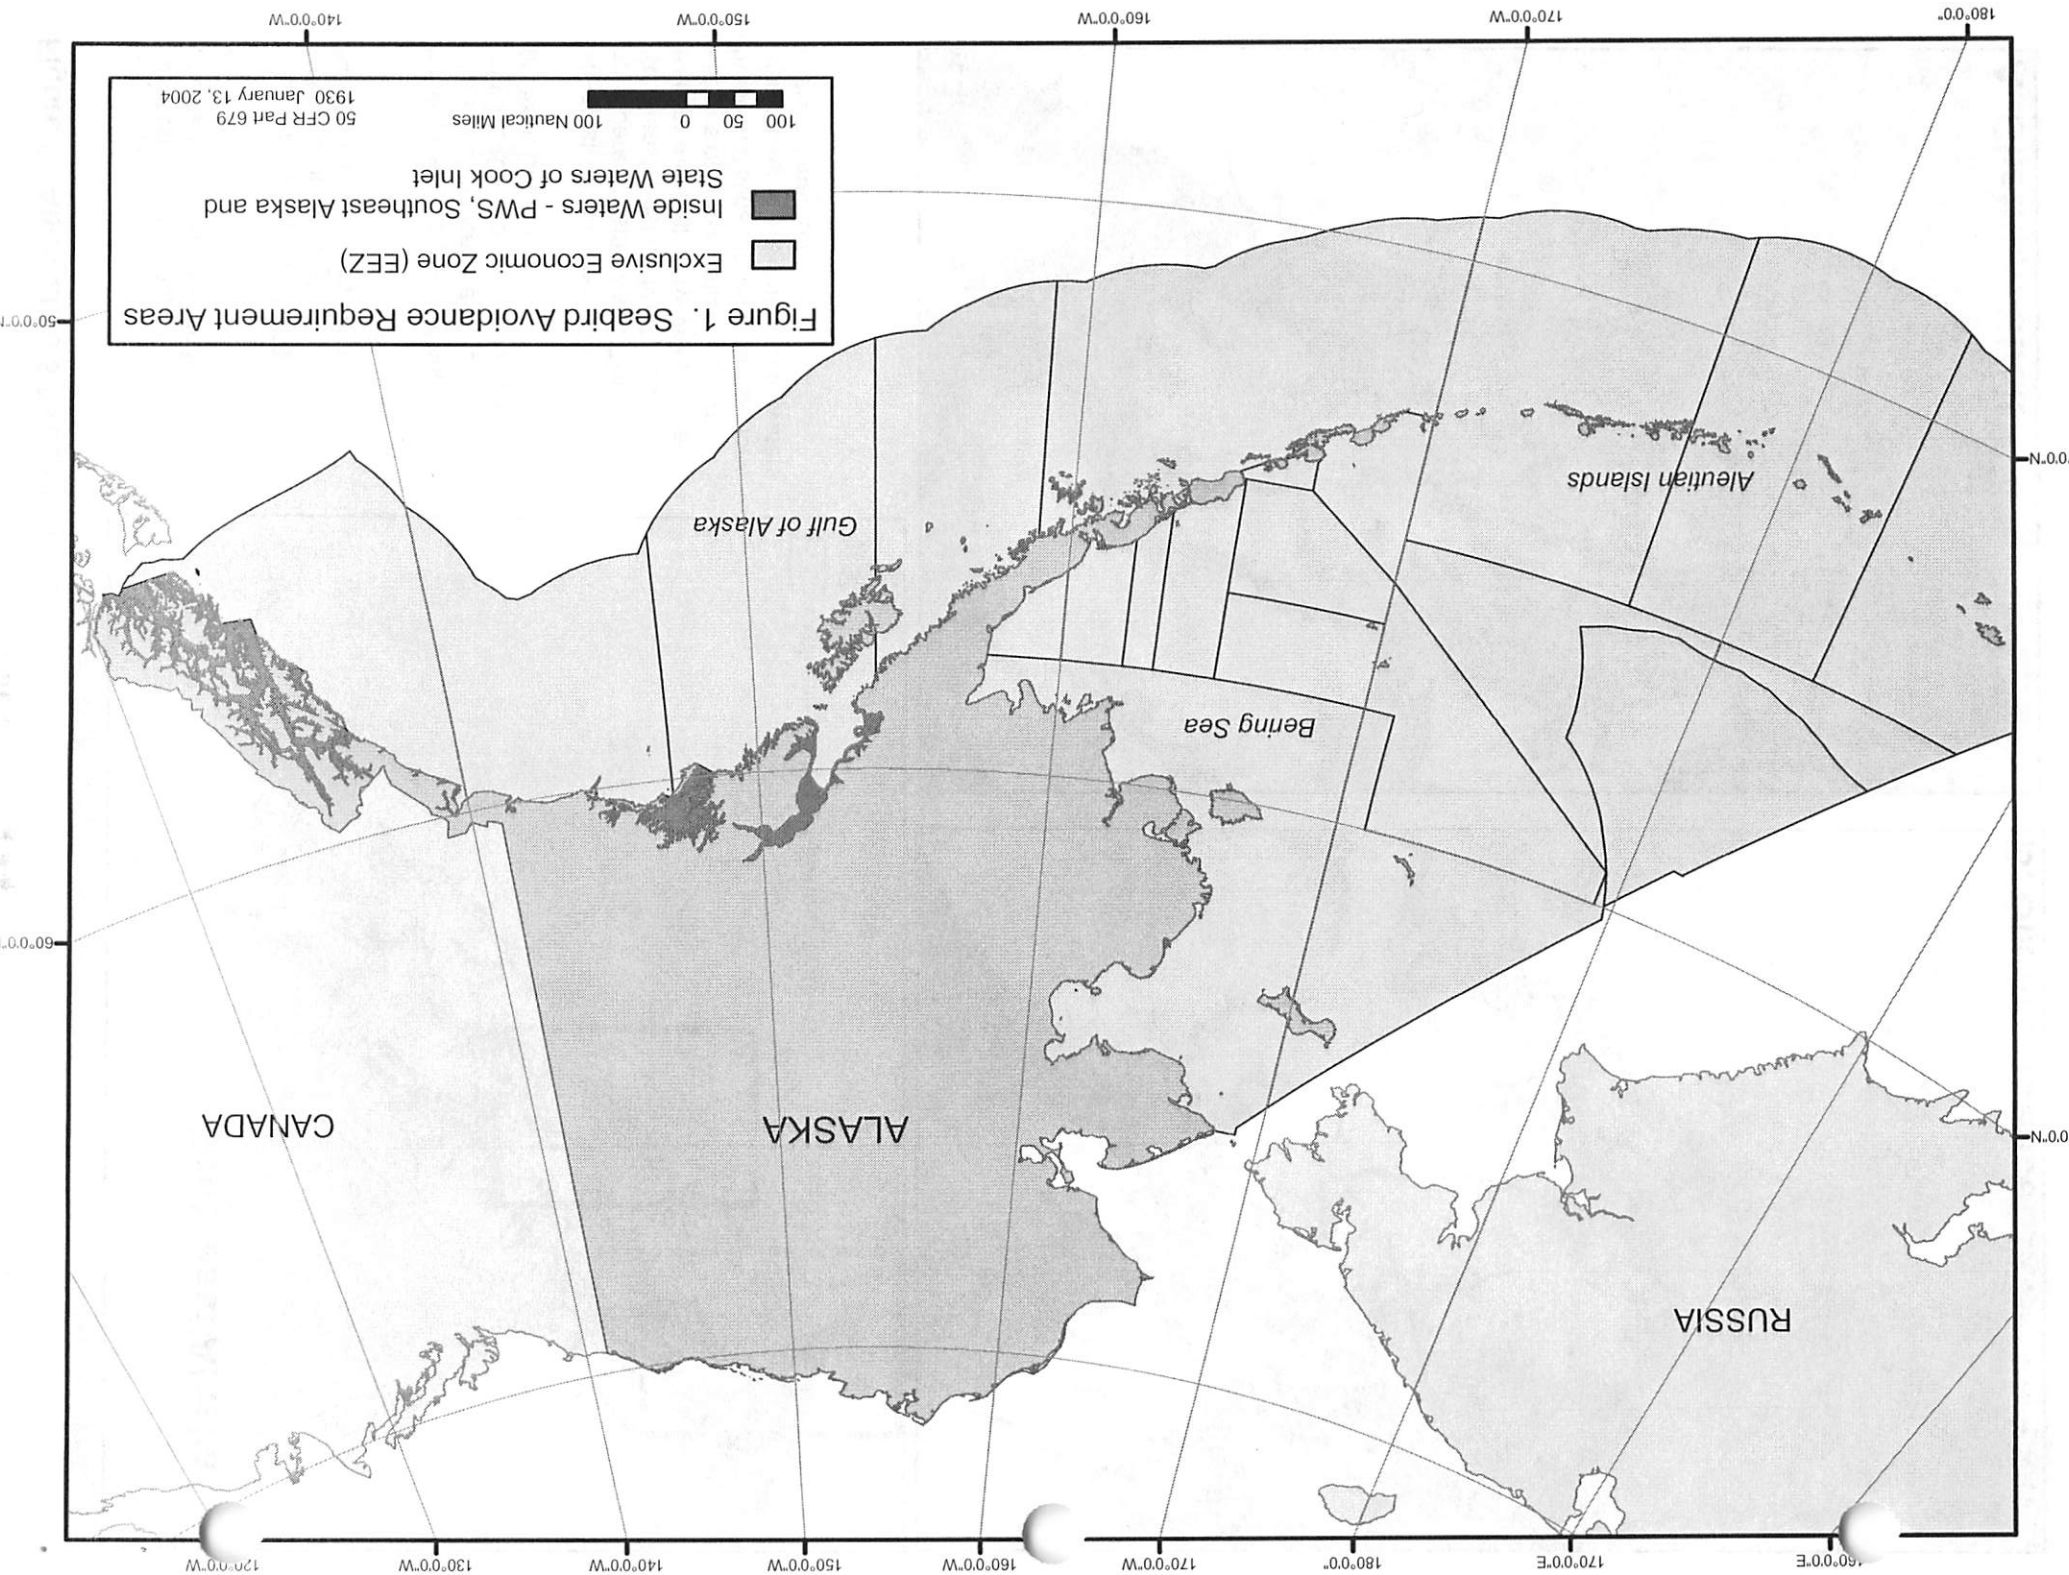 170°0'0"E
180°0'0"
170°0'0"W
160°0'0"W
150°0'0"W
140°0'0"W
130°0'0"W
120°0'0"W
RUSSIA
ALASKA
CANADA
Bering Sea
Gulf of Alaska
Aleutian Islands
Figure 1. Seabird Avoidance Requirement Areas
Exclusive Economic Zone (EEZ)
Inside Waters - PWS, Southeast Alaska and
State Waters of Cook Inlet
100 50 0 100 Nautical Miles
50 CFR Part 679
1930 January 13, 2004
180°0'0"
170°0'0"W
160°0'0"W
150°0'0"W
140°0'0"W